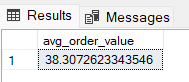 Results Messages
avg_order_value
1 38.3072623343546